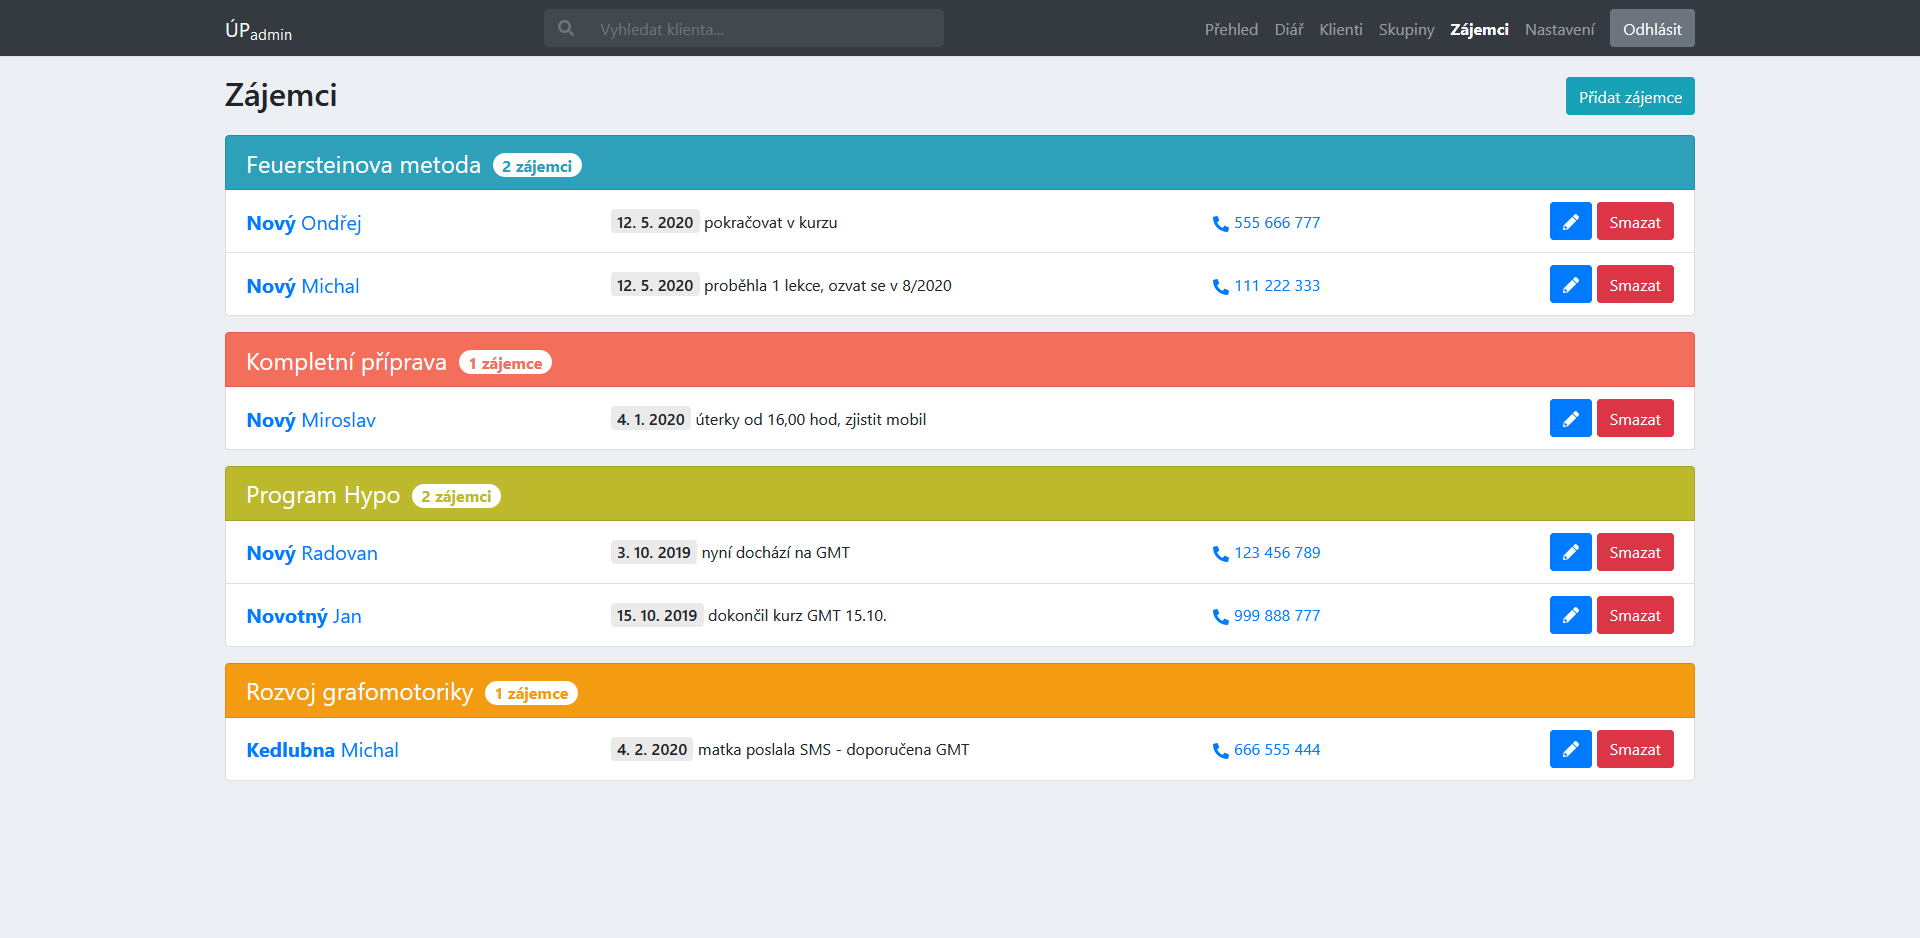 ÚPadmin Vyhledat klienta... Přehled Diář Klienti Skupiny Zájemci Nastavení Odhlásit
Zájemci Přidat zájemce
Feuersteinova metoda 2 zájemci
Nový Ondřej 12. 5. 2020 pokračovat v kurzu 555 666 777 Smazat
Nový Michal 12. 5. 2020 proběhla 1 lekce, ozvat se v 8/2020 111 222 333 Smazat
Kompletní příprava 1 zájemce
Nový Miroslav 4. 1. 2020 úterky od 16,00 hod, zjistit mobil Smazat
Program Hypo 2 zájemci
Nový Radovan 3. 10. 2019 nyní dochází na GMT 123 456 789 Smazat
Novotný Jan 15. 10. 2019 dokončil kurz GMT 15.10. 999 888 777 Smazat
Rozvoj grafomotoriky 1 zájemce
Kedlubna Michal 4. 2. 2020 matka poslala SMS - doporučena GMT 666 555 444 Smazat